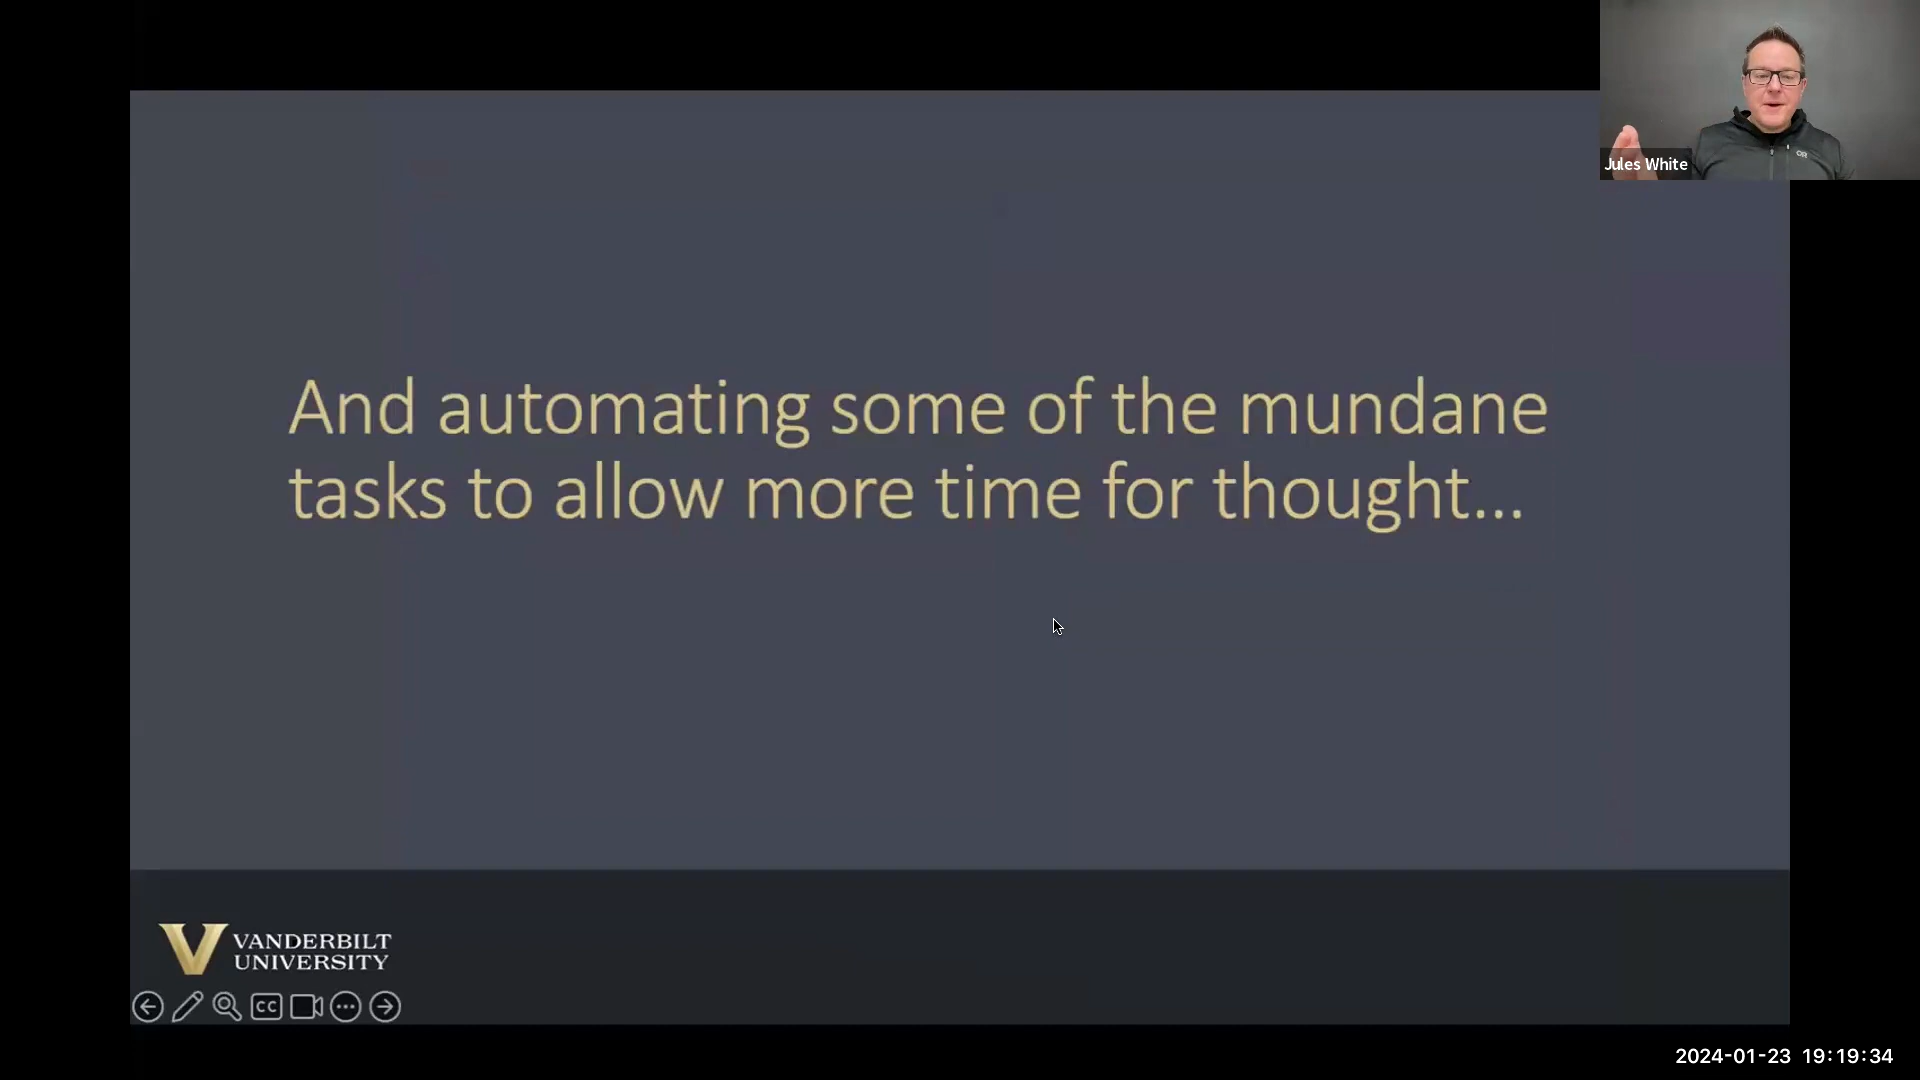 Jules White
And automating some of the mundane
tasks to allow more time for thought...
V VANDERBILT
UNIVERSITY
CC
2024-01-23 19:19:34